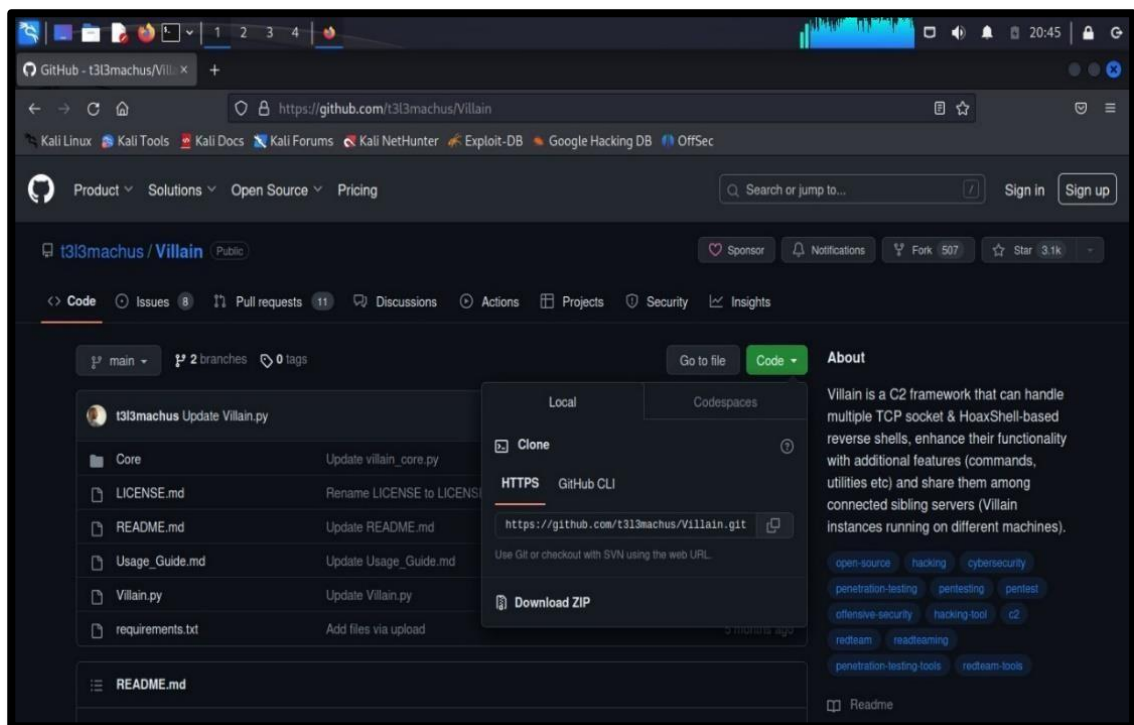 1 2 3 4
20:45
GitHub - t3l3machus/Vill
https://github.com/t3l3machus/Villain
Kali Linux Kali Tools Kali Docs Kali Forums Kali NetHunter Exploit-DB Google Hacking DB OffSec
Product Solutions Open Source Pricing
Search or jump to... /
Sign in Sign up
t3l3machus / Villain Public
Sponsor Notifications Fork 507 Star 3.1k
Code Issues 8 Pull requests 11 Discussions Actions Projects Security Insights
main 2 branches 0 tags
Go to file Code
t3l3machus Update Villain.py
Core Update villain_core.py
LICENSE.md Rename LICENSE to LICENS
README.md Update README.md
Usage_Guide.md Update Usage_Guide.md
Villain.py Update Villain.py
requirements.txt Add files via upload 5 months ago
README.md
Local Codespaces
Clone
HTTPS GitHub CLI
https://github.com/t3l3machus/Villain.git
Use Git or checkout with SVN using the web URL.
Download ZIP
About
Villain is a C2 framework that can handle
multiple TCP socket & HoaxShell-based
reverse shells, enhance their functionality
with additional features (commands,
utilities etc) and share them among
connected sibling servers (Villain
instances running on different machines).
open-source hacking cybersecurity
penetration-testing pentesting pentest
offensive-security hacking-tool c2
redteam readteaming
penetration-testing-tools redteam-tools
Readme